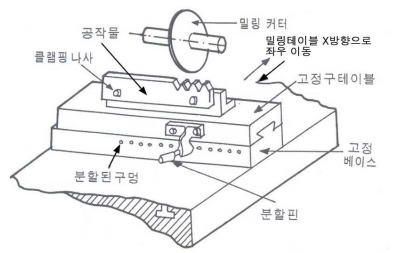 밀링 커터
공작물
밀링테이블 X방향으로
좌우 이동
클램핑 나사
고정구테이블
고정
베이스
분할된구멍
분할핀